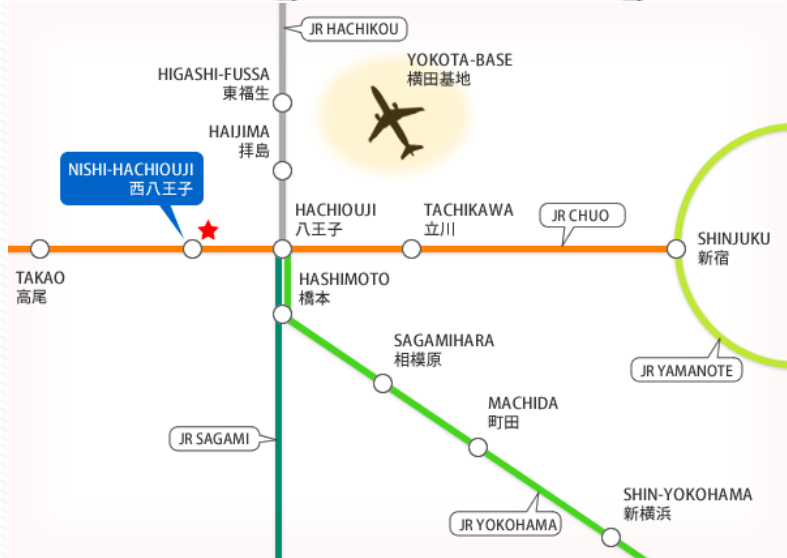 JR HACHIKOU
YOKOTA-BASE
横田基地
HIGASHI-FUSSA
東福生
HAIJIMA
拝島
NISHI-HACHIOUJI
西八王子
HACHIOUJI
八王子
TACHIKAWA
立川
JR CHUO
SHINJUKU
新宿
TAKAO
高尾
HASHIMOTO
橋本
SAGAMIHARA
相模原
JR YAMANOTE
MACHIDA
町田
JR SAGAMI
SHIN-YOKOHAMA
新横浜
JR YOKOHAMA